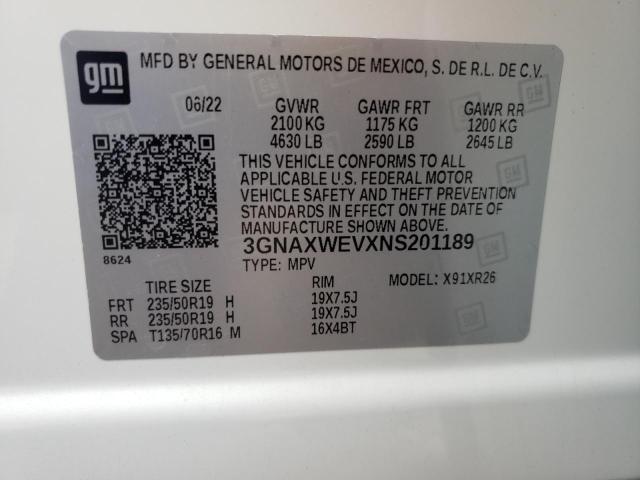 gm MFD BY GENERAL MOTORS DE MEXICO, S. DE R.L. DE C.V.
06/22 GVWR GAWR FRT GAWR RR
2100 KG 1175 KG 1200 KG
4630 LB 2590 LB 2645 LB
THIS VEHICLE CONFORMS TO ALL
APPLICABLE U.S. FEDERAL MOTOR
VEHICLE SAFETY AND THEFT PREVENTION
STANDARDS IN EFFECT ON THE DATE OF
MANUFACTURE SHOWN ABOVE.
3GNAXWEVXNS201189
8624
TYPE: MPV MODEL: X91XR26
TIRE SIZE RIM
FRT 235/50R19 H 19X7.5J
RR 235/50R19 H 19X7.5J
SPA T135/70R16 M 16X4BT